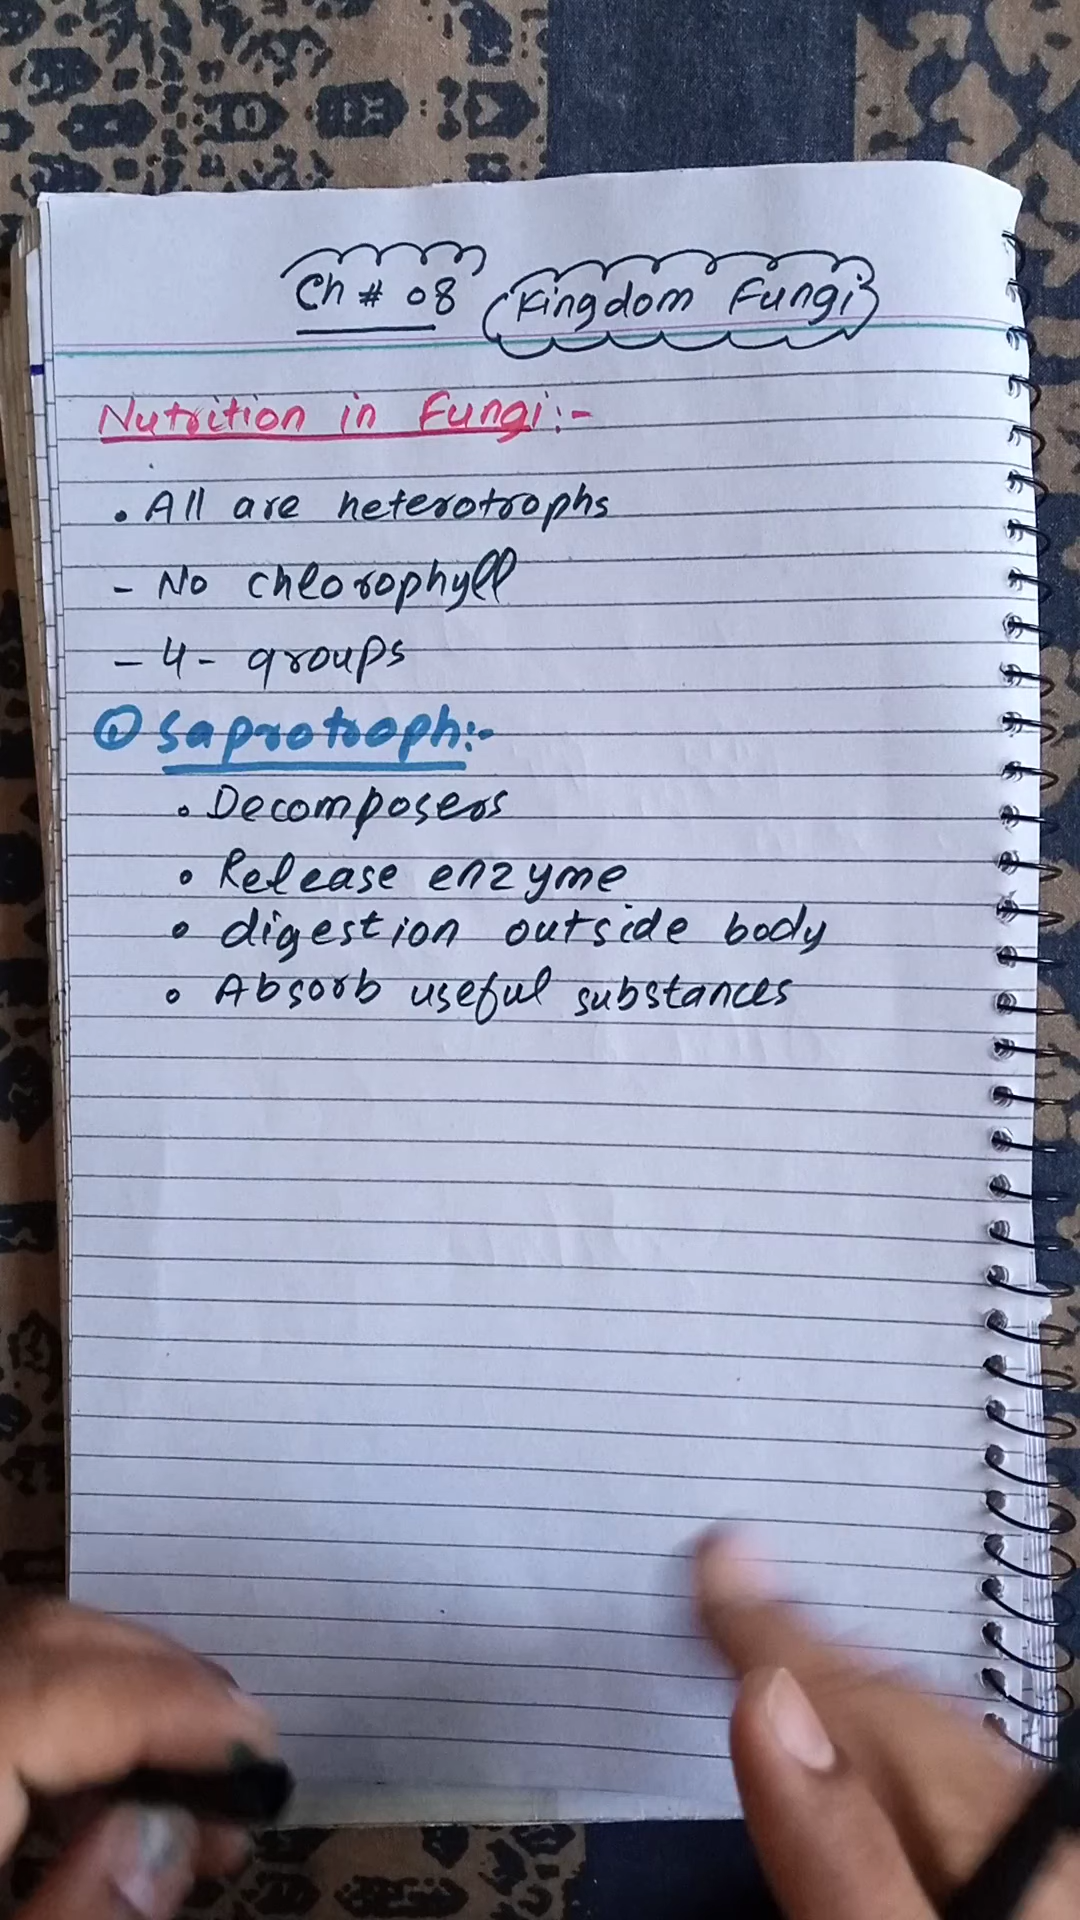 Ch # 08 Kingdom Fungi
Nutrition in Fungi:-
• All are heterotrophs
- No chlorophyll
- 4- groups
① Saprotroph:-
• Decomposers
• Release enzyme
• digestion outside body
• Absorb useful substances